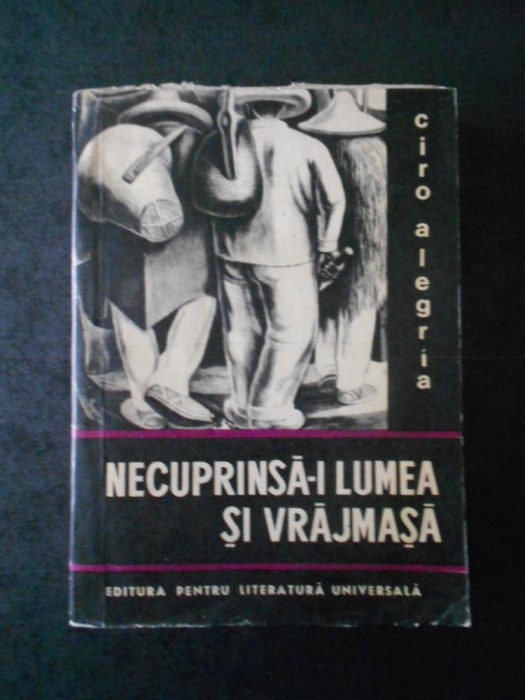 ciro alegria
NECUPRINSĂ-I LUMEA
ȘI VRĂJMAȘĂ
EDITURA PENTRU LITERATURĂ UNIVERSALĂ